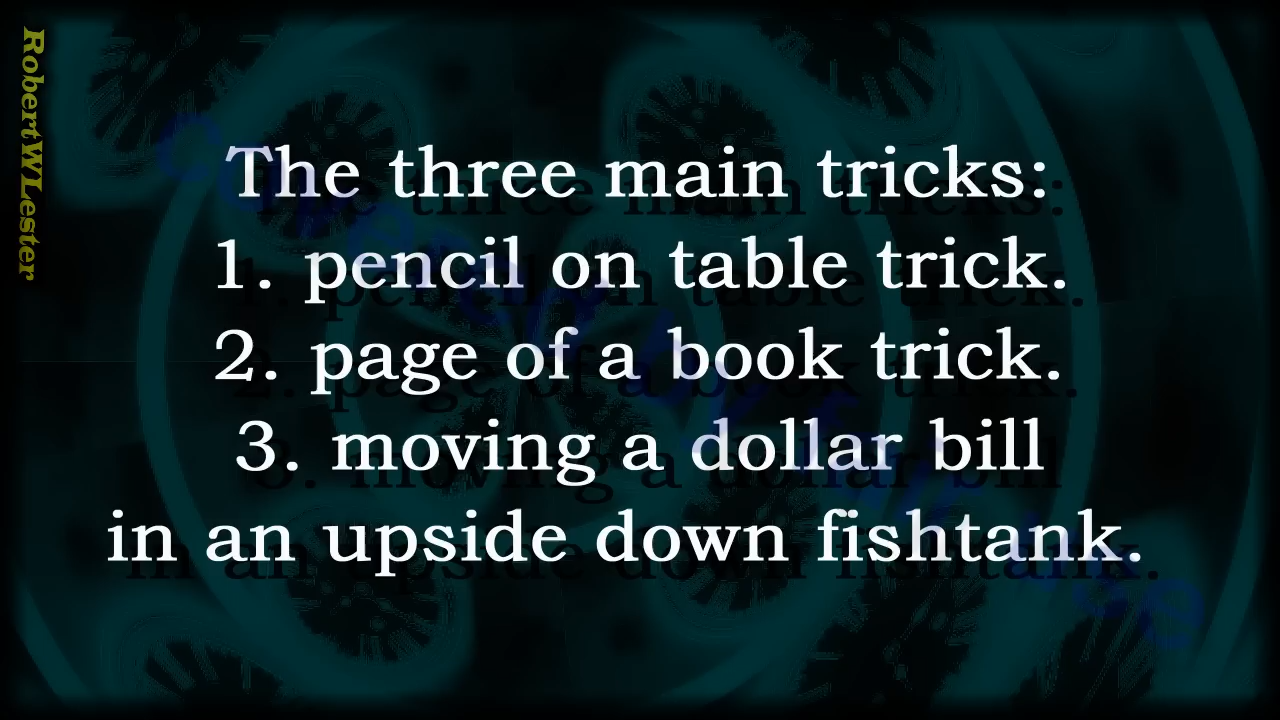 RobertWLester
The three main tricks:
1. pencil on table trick.
2. page of a book trick.
3. moving a dollar bill
in an upside down fishtank.